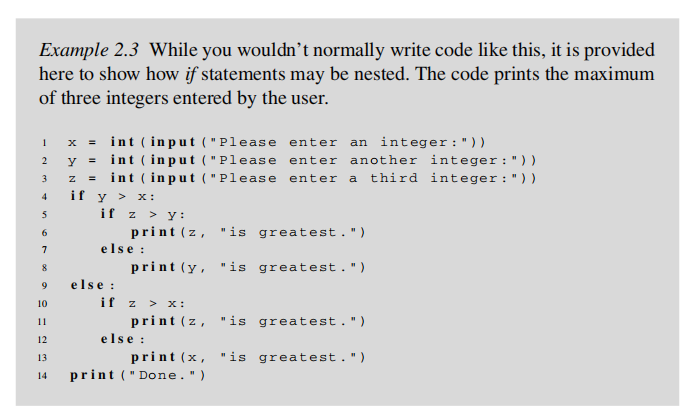 Example 2.3 While you wouldn't normally write code like this, it is provided
here to show how if statements may be nested. The code prints the maximum
of three integers entered by the user.
1 x = int(input("Please enter an integer:"))
2 y = int(input("Please enter another integer:"))
3 z = int(input("Please enter a third integer:"))
4 if y > x:
5     if z > y:
6         print(z, "is greatest.")
7     else:
8         print(y, "is greatest.")
9 else:
10     if z > x:
11         print(z, "is greatest.")
12     else:
13         print(x, "is greatest.")
14 print("Done.")